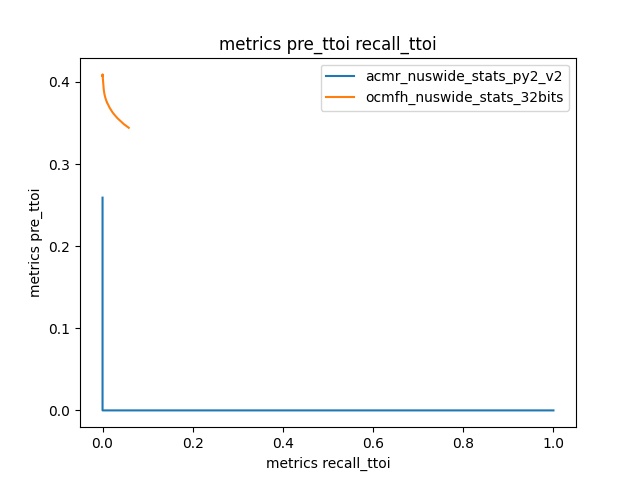 metrics pre_ttoi recall_ttoi
acmr_nuswide_stats_py2_v2
ocmfh_nuswide_stats_32bits
metrics pre_ttoi
0.4
0.3
0.2
0.1
0.0
0.0 0.2 0.4 0.6 0.8 1.0
metrics recall_ttoi